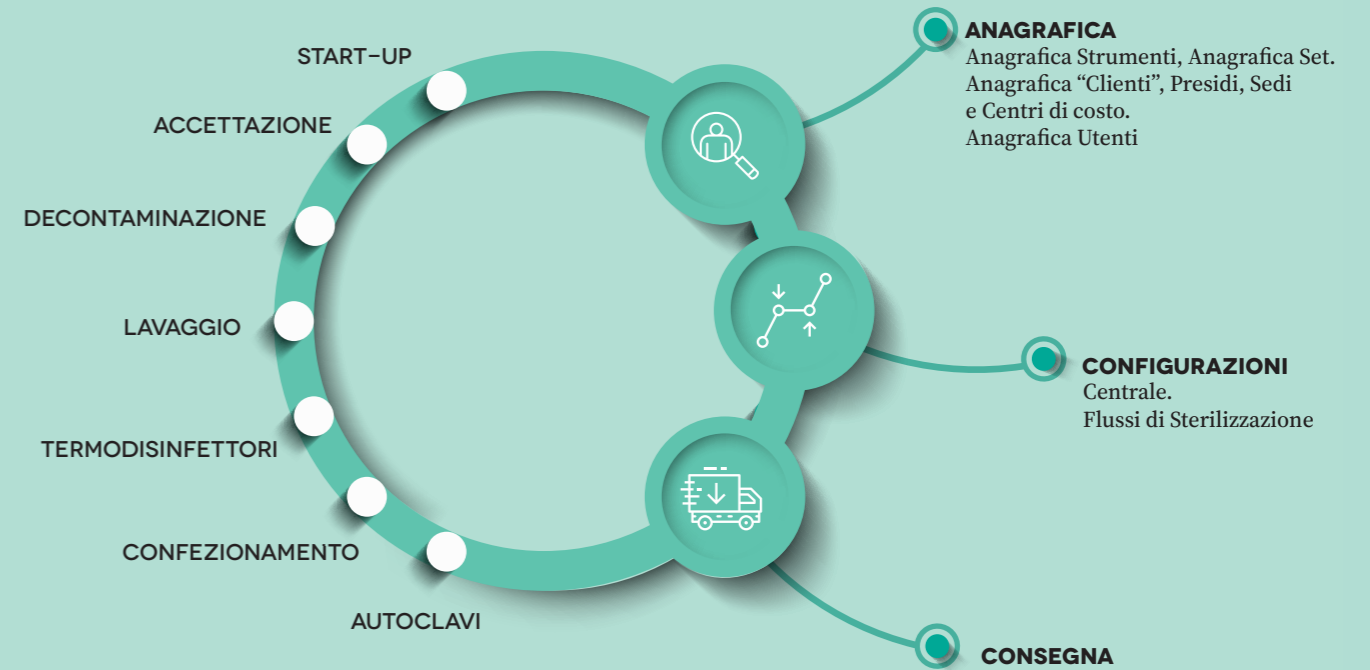 START-UP
ACCETTAZIONE
DECONTAMINAZIONE
LAVAGGIO
TERMODISINFETTORI
CONFEZIONAMENTO
AUTOCLAVI
ANAGRAFICA
Anagrafica Strumenti, Anagrafica Set.
Anagrafica “Clienti”, Presidi, Sedi
e Centri di costo.
Anagrafica Utenti
CONFIGURAZIONI
Centrale.
Flussi di Sterilizzazione
CONSEGNA